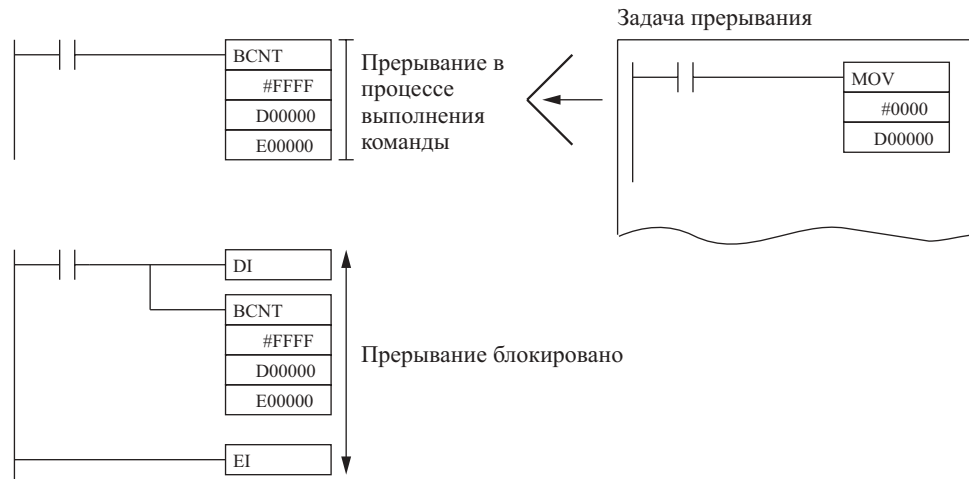 Задача прерывания
BCNT
#FFFF
D00000
E00000
Прерывание в
процессе
выполнения
команды
MOV
#0000
D00000
DI
BCNT
#FFFF
D00000
E00000
Прерывание блокировано
EI